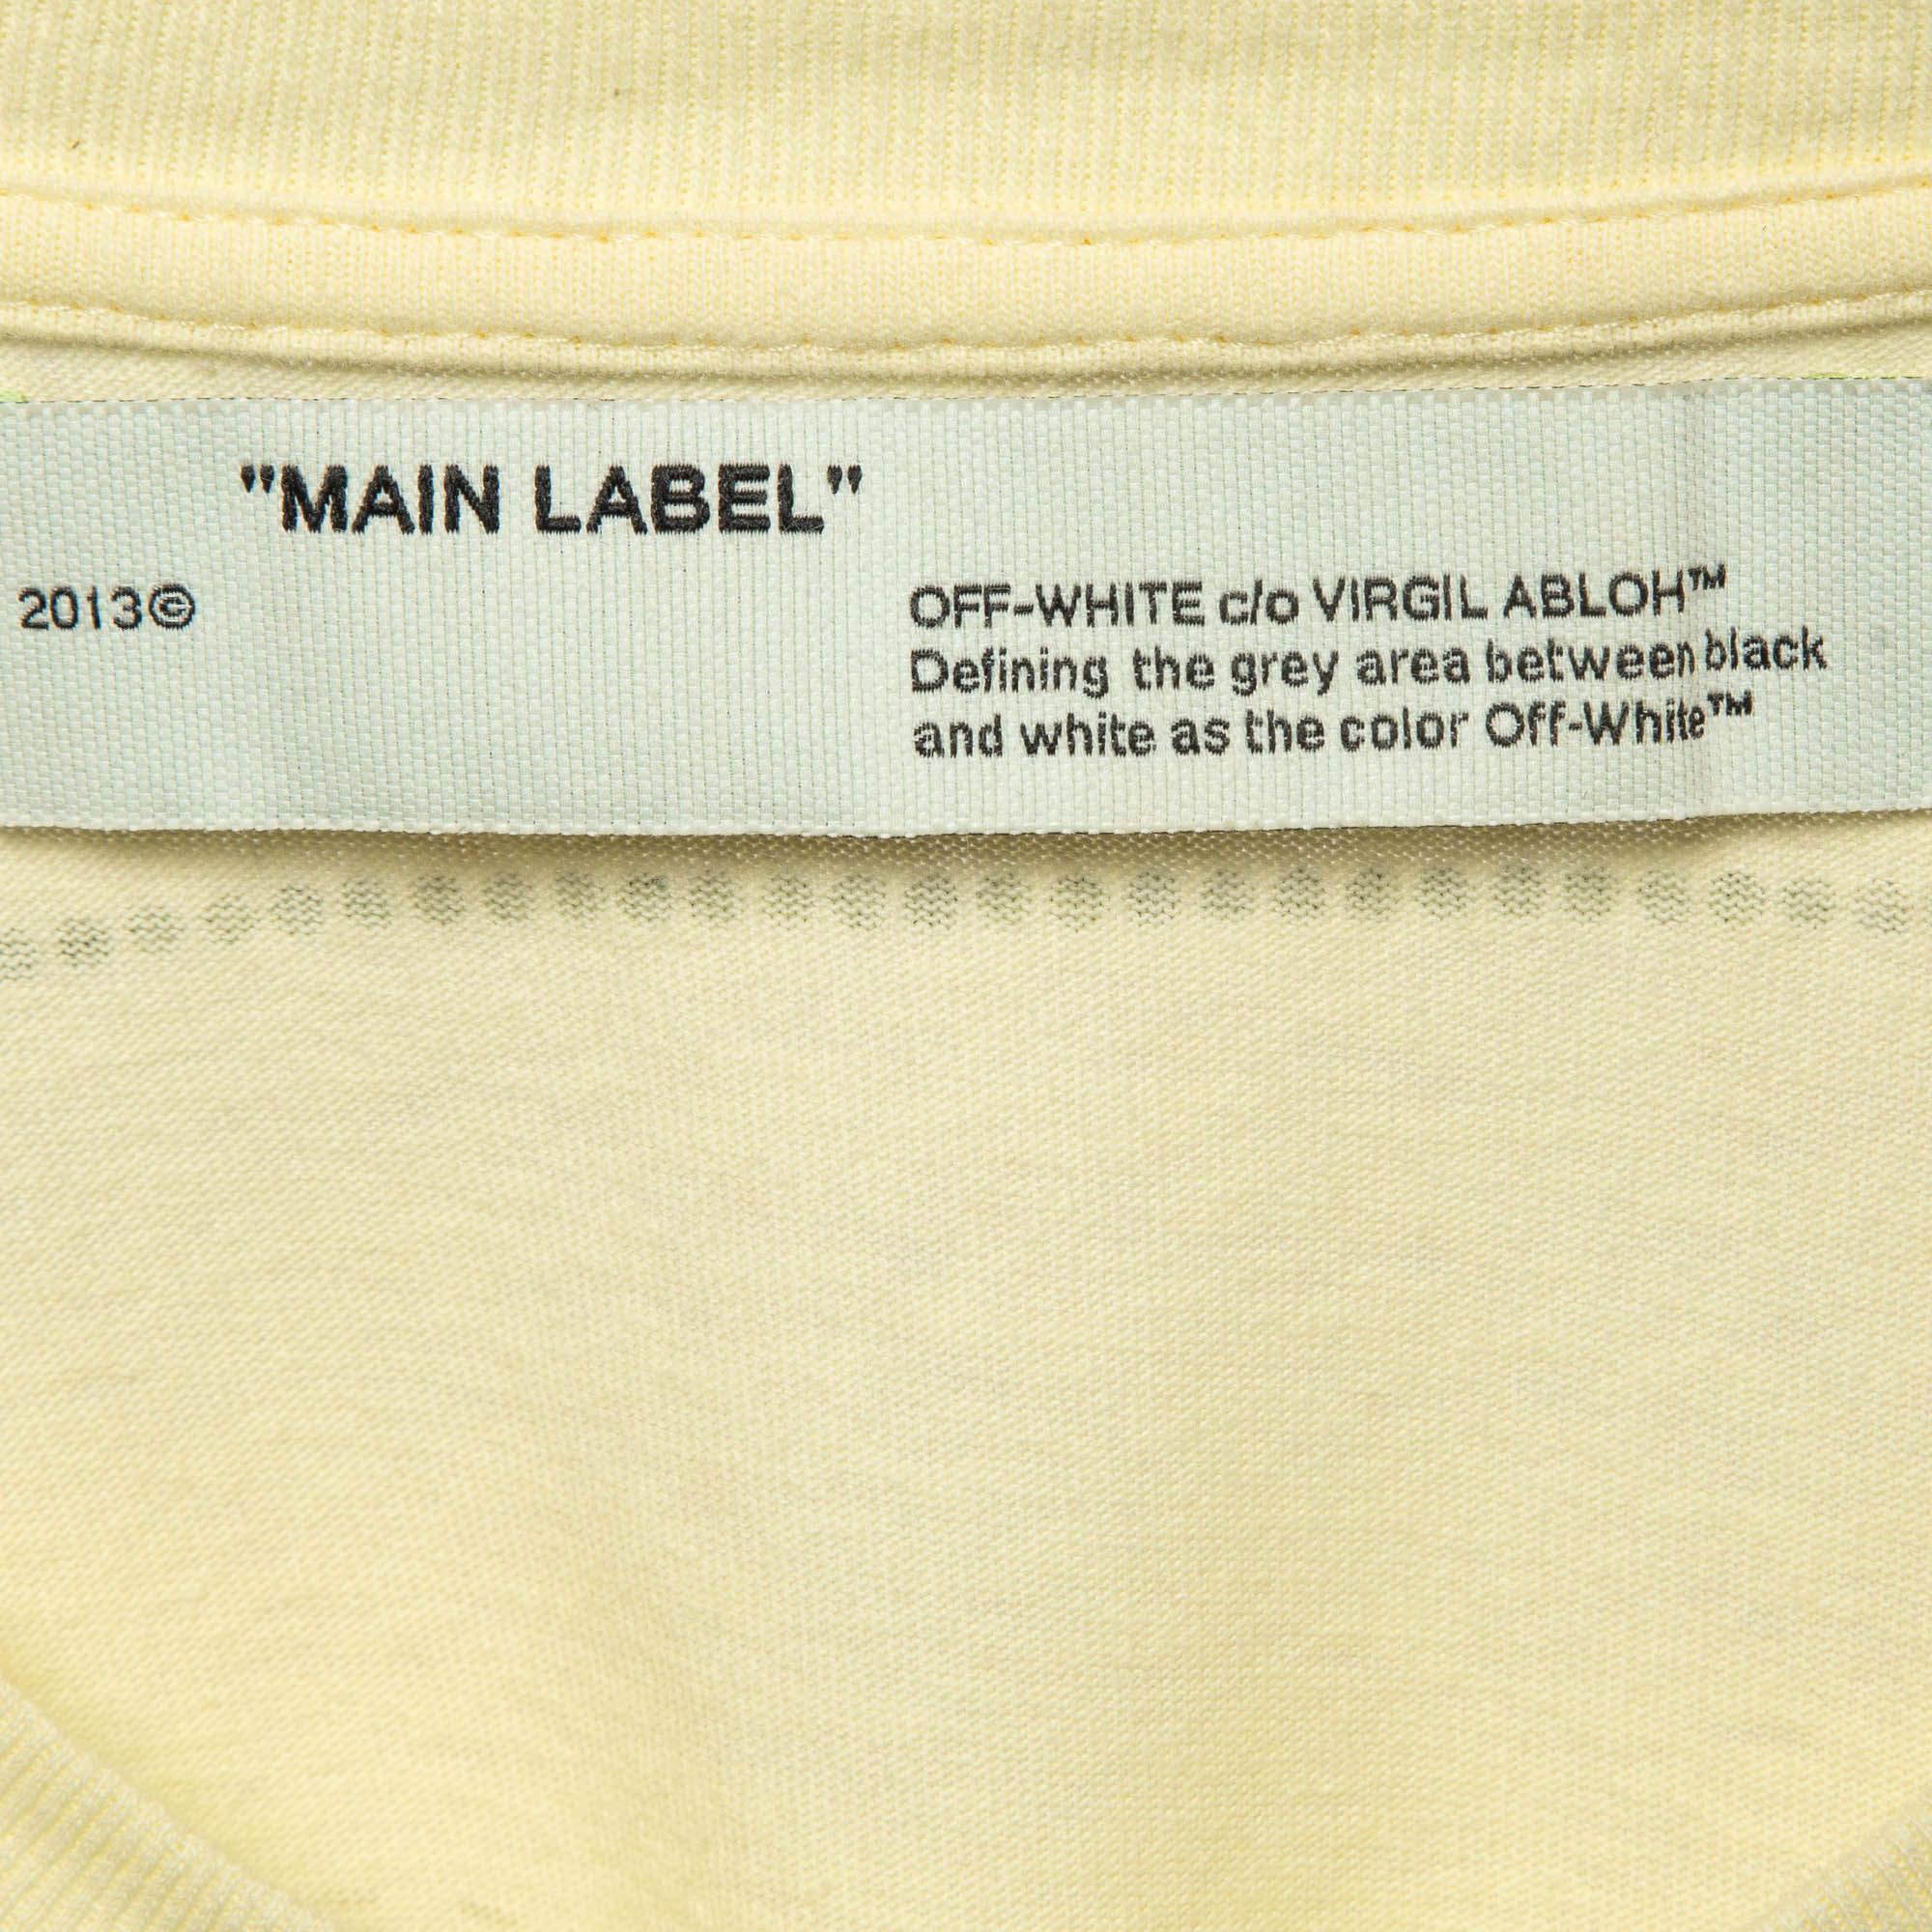 "MAIN LABEL"
2013© OFF-WHITE c/o VIRGIL ABLOH™
Defining the grey area between black
and white as the color Off-White™